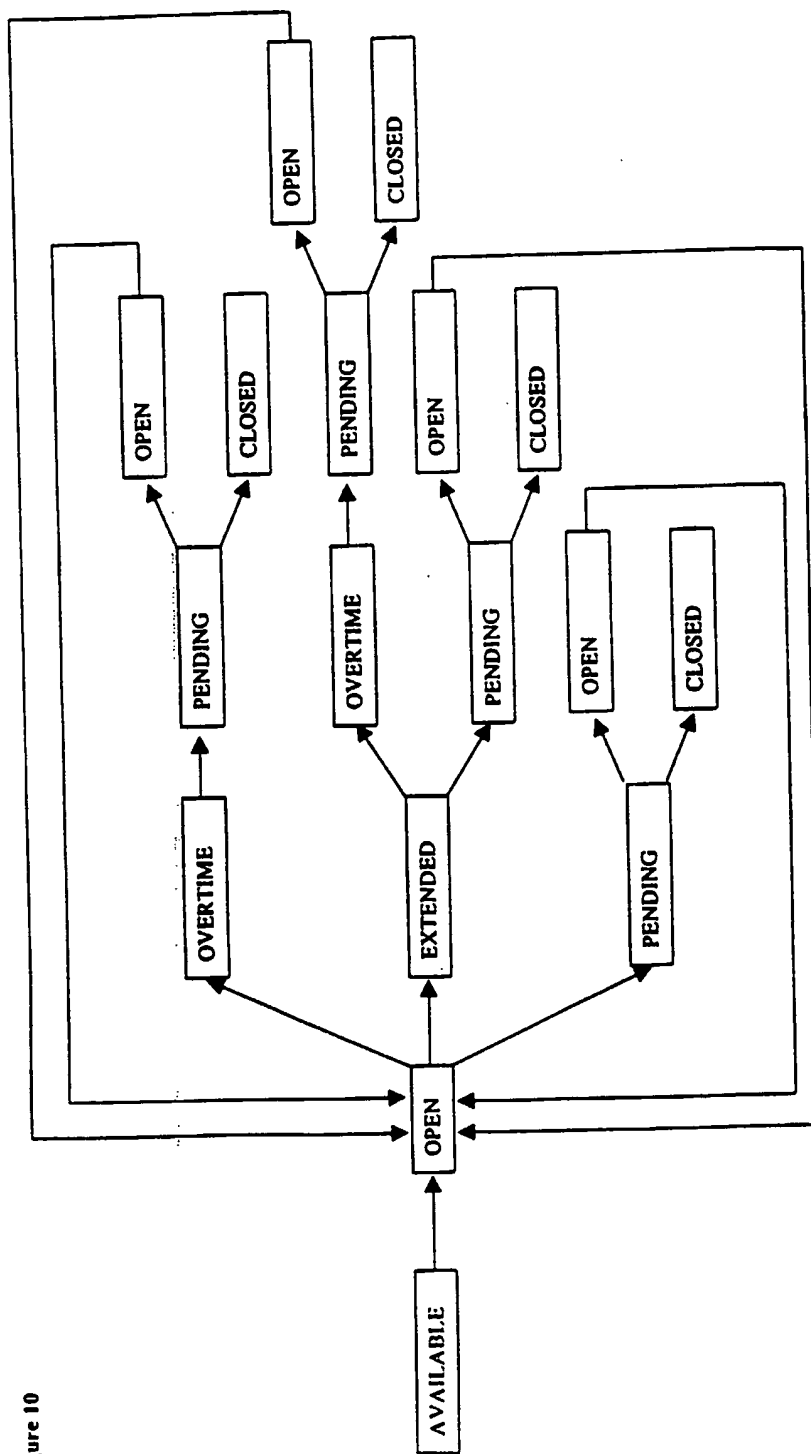 ure 10
AVAILABLE
OPEN
OVERTIME
PENDING
OPEN
CLOSED
EXTENDED
OVERTIME
PENDING
OPEN
CLOSED
PENDING
OPEN
CLOSED
PENDING
OPEN
CLOSED